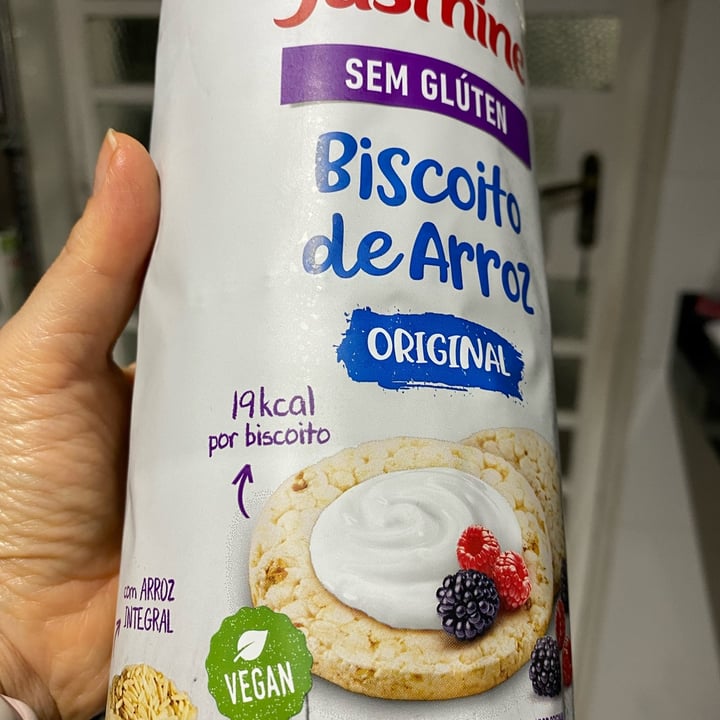 Jasmine
SEM GLÚTEN
Biscoito
de Arroz
ORIGINAL
19kcal
por biscoito
com ARROZ
INTEGRAL
VEGAN